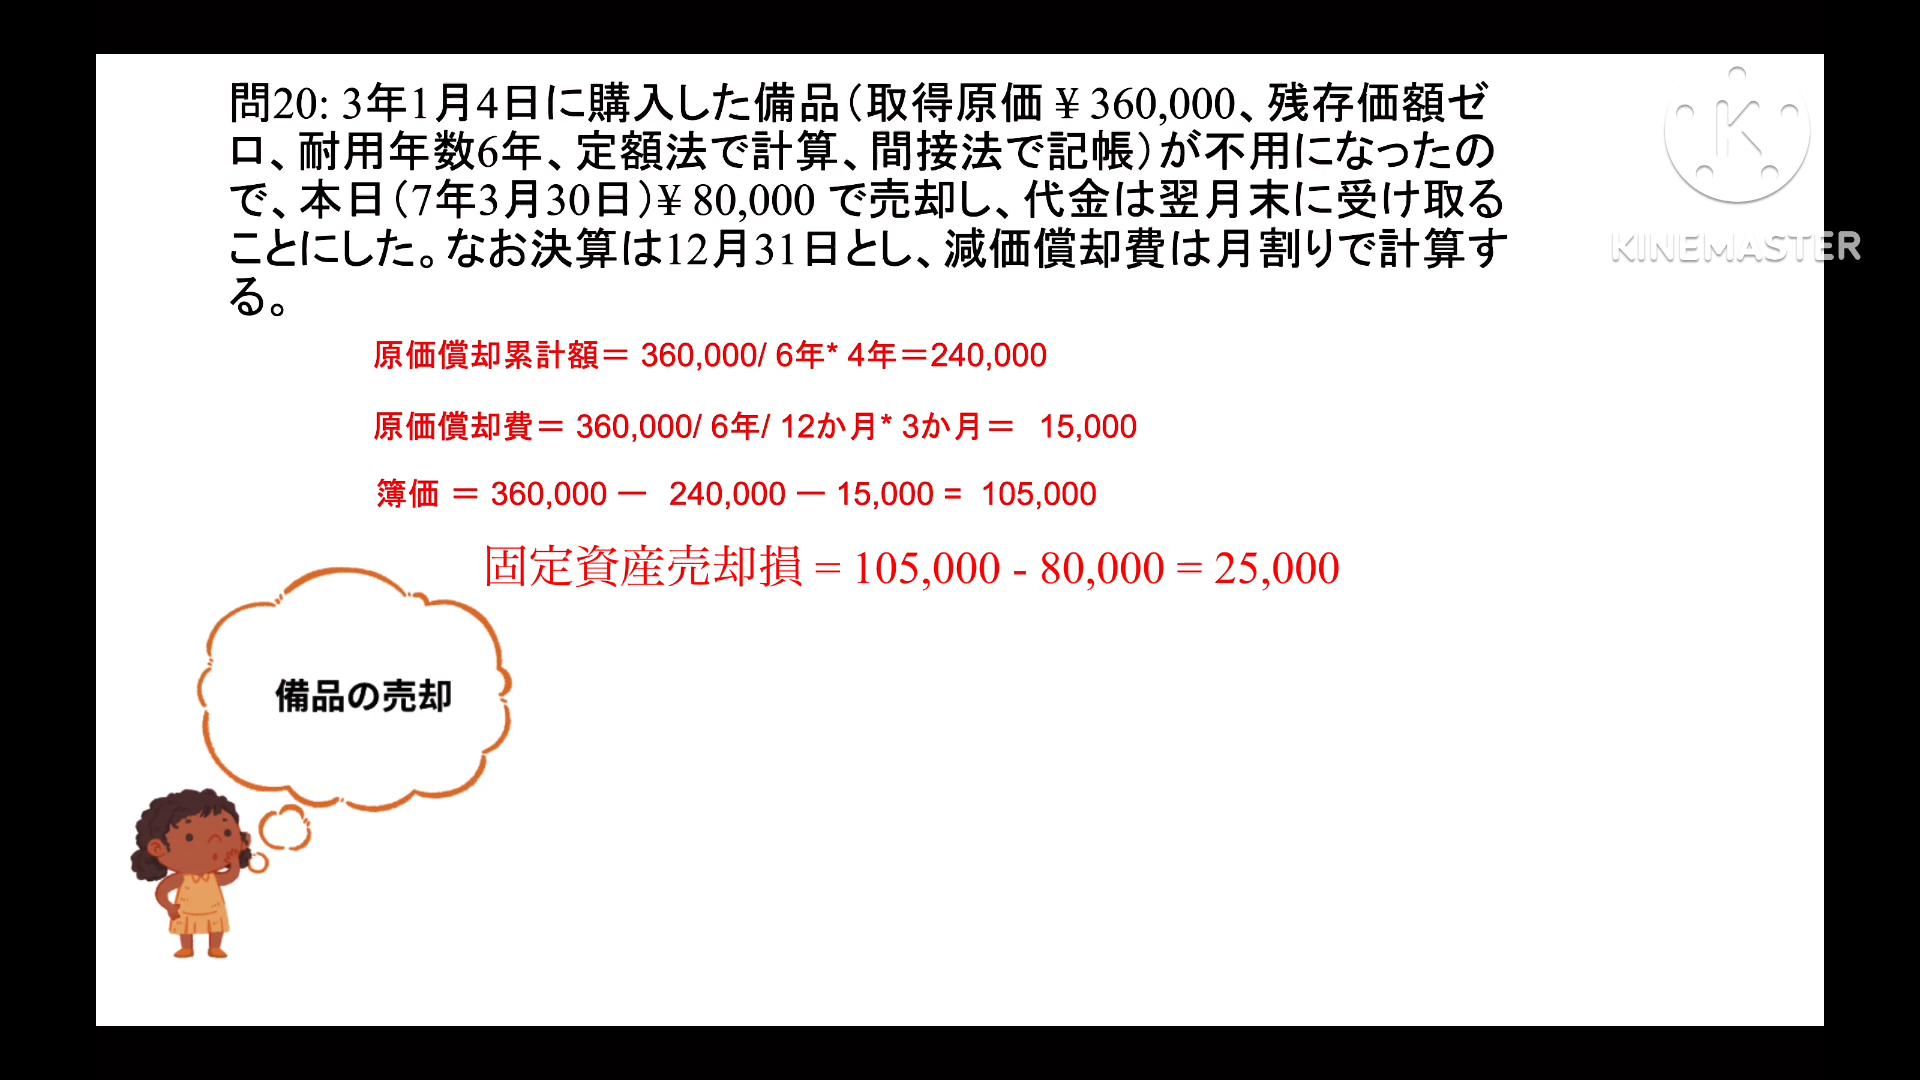 問20: 3年1月4日に購入した備品（取得原価 ¥ 360,000、残存価額ゼ
ロ、耐用年数6年、定額法で計算、間接法で記帳）が不用になったの
で、本日（7年3月30日）¥ 80,000 で売却し、代金は翌月末に受け取る
ことにした。なお決算は12月31日とし、減価償却費は月割りで計算す
る。
原価償却累計額＝ 360,000/ 6年* 4年＝240,000
原価償却費＝ 360,000/ 6年/ 12か月* 3か月＝ 15,000
簿価 ＝ 360,000 ー 240,000 ー 15,000 = 105,000
固定資産売却損 = 105,000 - 80,000 = 25,000
備品の売却
K
KINEMASTER